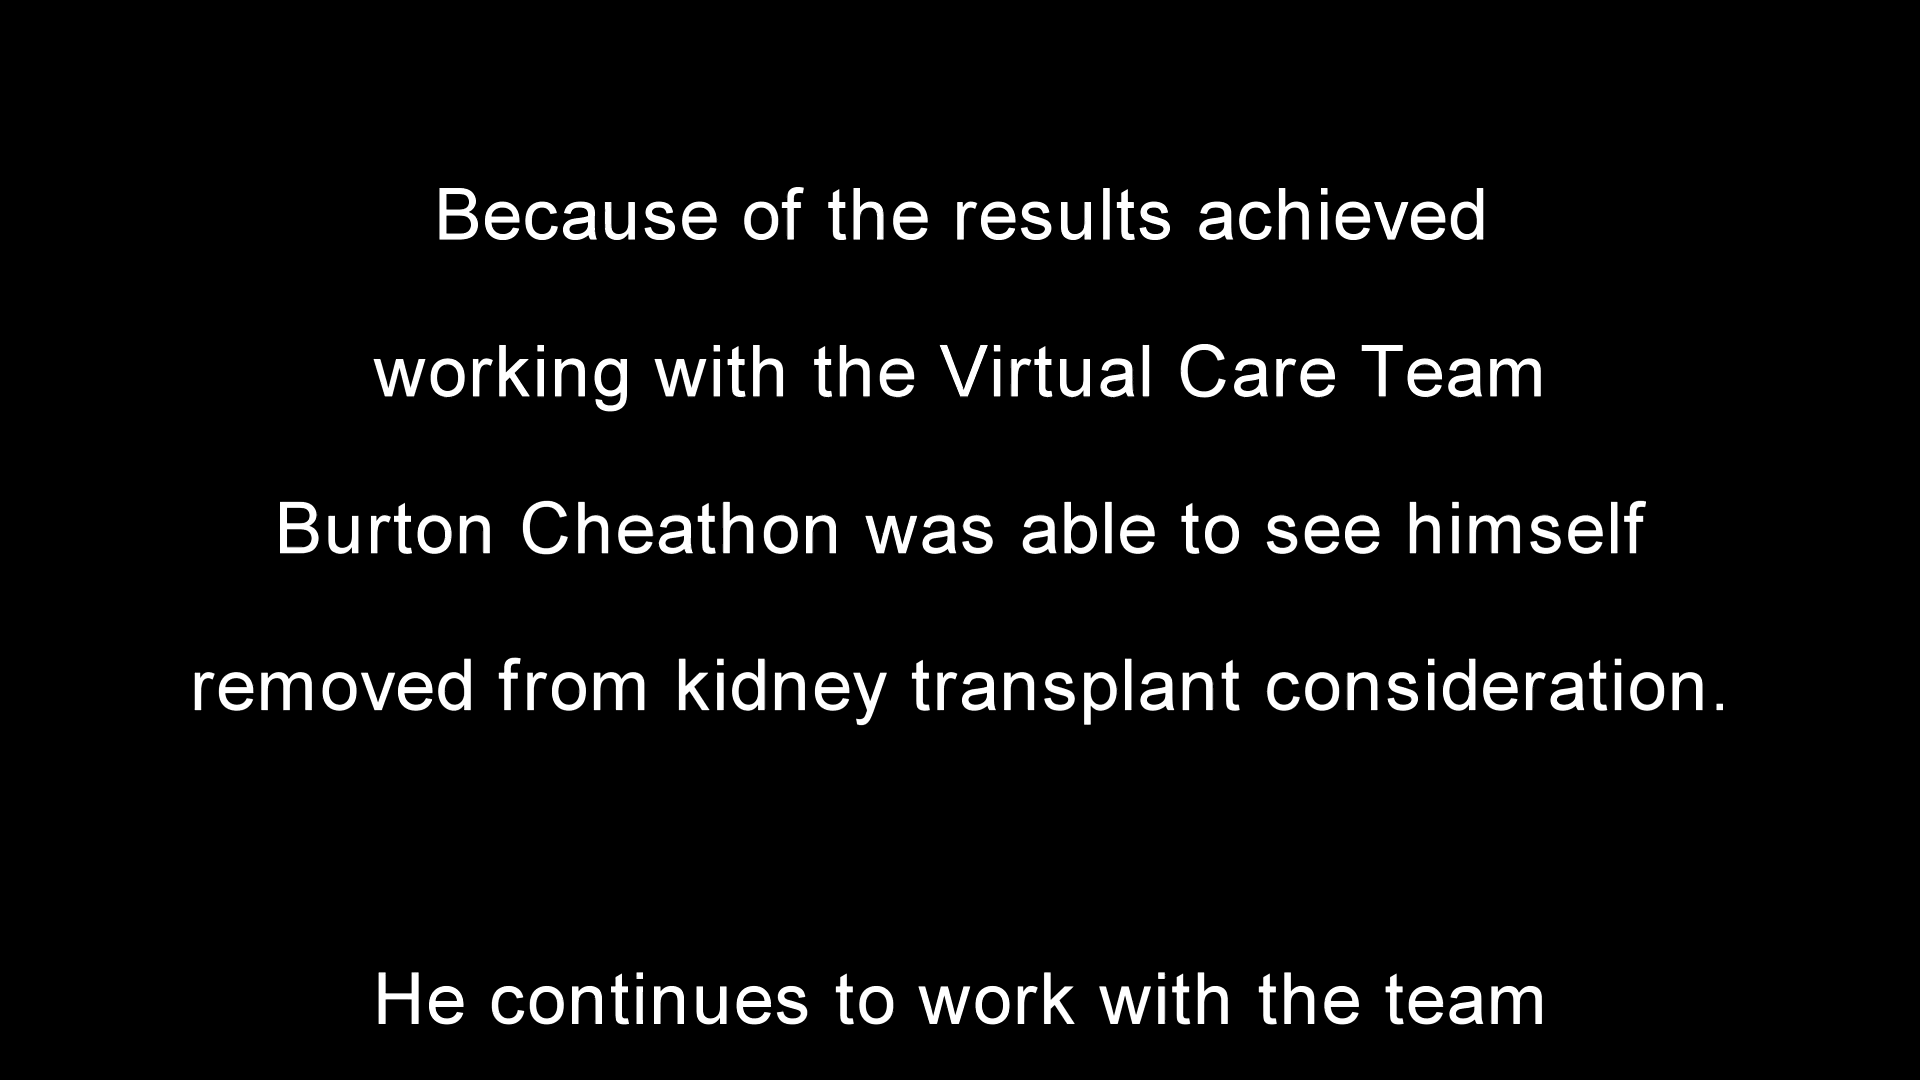 Because of the results achieved
working with the Virtual Care Team
Burton Cheathon was able to see himself
removed from kidney transplant consideration.
He continues to work with the team